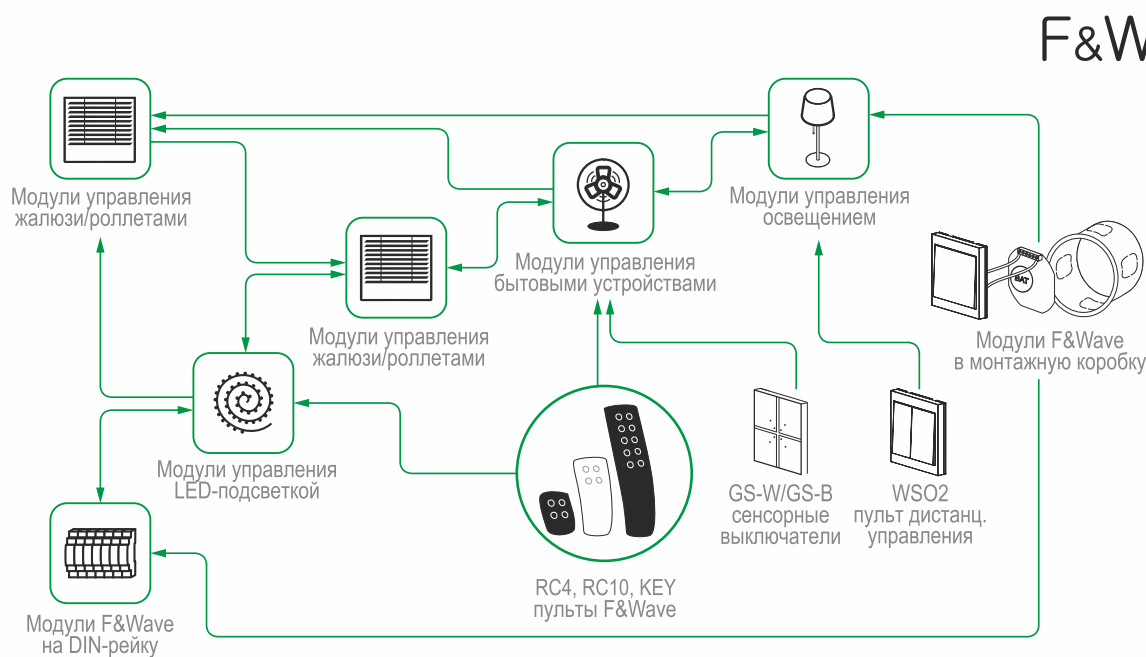 F&W
Модули управления
жалюзи/роллетами
Модули управления
освещением
Модули управления
бытовыми устройствами
BAT
Модули управления
жалюзи/роллетами
Модули F&Wave
в монтажную коробку
Модули управления
LED-подсветкой
GS-W/GS-B
сенсорные
выключатели
WSO2
пульт дистанц.
управления
RC4, RC10, KEY
пульты F&Wave
Модули F&Wave
на DIN-рейку